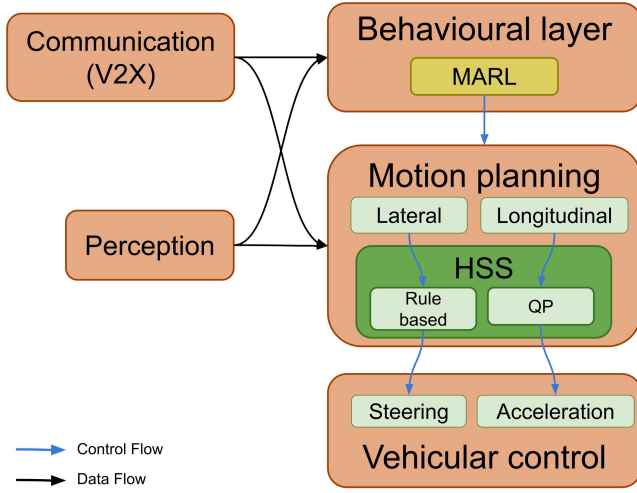 Communication
(V2X)
Behavioural layer
MARL
Perception
Motion planning
Lateral
Longitudinal
HSS
Rule
based
QP
Steering
Acceleration
Vehicular control
Control Flow
Data Flow